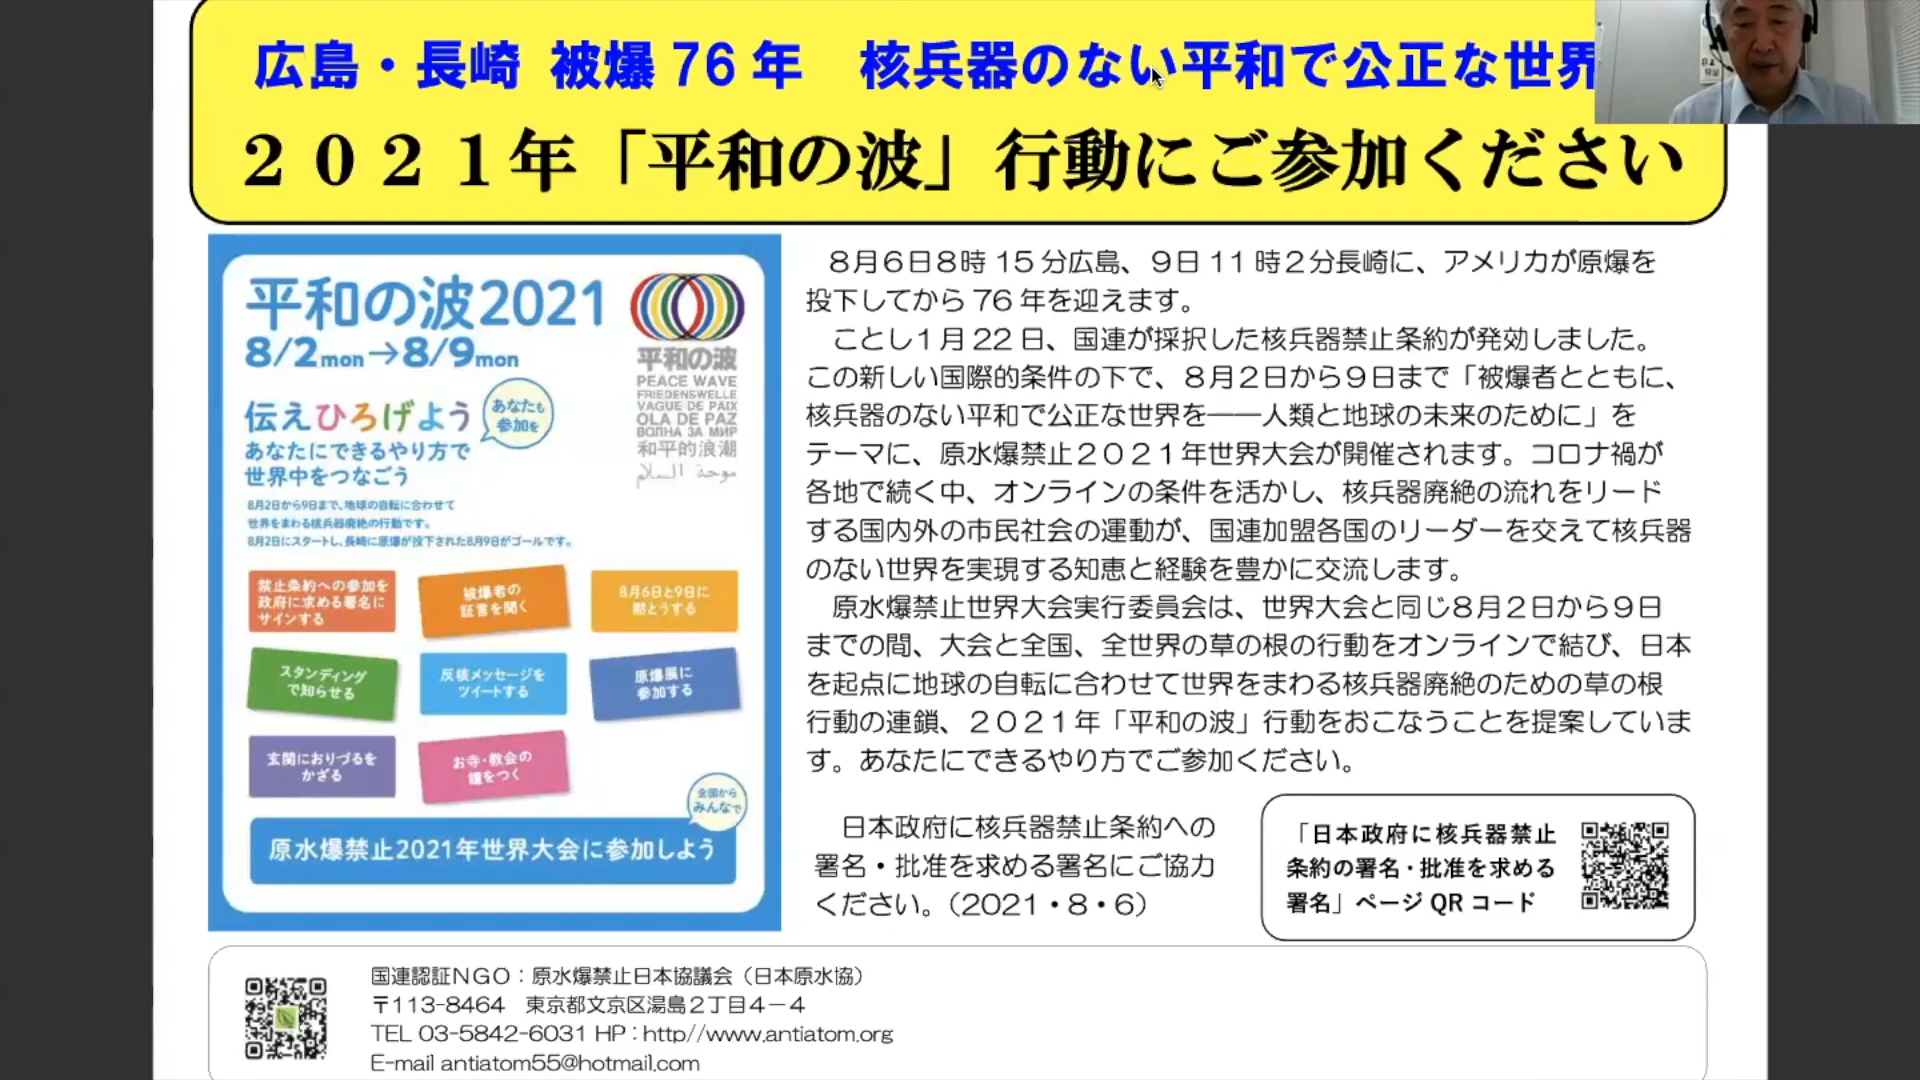 広島・長崎 被爆76年　核兵器のない平和で公正な世界
２０２１年「平和の波」行動にご参加ください
平和の波2021
8/2mon→8/9mon
伝えひろげよう
あなたも
参加を
あなたにできるやり方で
世界中をつなごう
8月2日から9日まで、地球の自転に合わせて
世界をまわる核兵器廃絶の行動です。
8月2日にスタートし、長崎に原爆が投下された8月9日がゴールです。
平和の波
PEACE WAVE
FRIEDENSWELLE
VAGUE DE PAIX
OLA DE PAZ
ВОЛНА ЗА МИР
和平的浪潮
موجة السلام
禁止条約への参加を
政府に求める署名に
サインする
被爆者の
証言を聞く
8月6日と9日に
黙とうする
スタンディング
で知らせる
反核メッセージを
ツイートする
原爆展に
参加する
玄関におりづるを
かざる
お寺・教会の
鐘をつく
全国から
みんなで
原水爆禁止2021年世界大会に参加しよう
８月６日８時15分広島、９日11時２分長崎に、アメリカが原爆を
投下してから76年を迎えます。
ことし１月22日、国連が採択した核兵器禁止条約が発効しました。
この新しい国際的条件の下で、８月２日から９日まで「被爆者とともに、
核兵器のない平和で公正な世界を――人類と地球の未来のために」を
テーマに、原水爆禁止２０２１年世界大会が開催されます。コロナ禍が
各地で続く中、オンラインの条件を活かし、核兵器廃絶の流れをリード
する国内外の市民社会の運動が、国連加盟各国のリーダーを交えて核兵器
のない世界を実現する知恵と経験を豊かに交流します。
原水爆禁止世界大会実行委員会は、世界大会と同じ８月２日から９日
までの間、大会と全国、全世界の草の根の行動をオンラインで結び、日本
を起点に地球の自転に合わせて世界をまわる核兵器廃絶のための草の根
行動の連鎖、２０２１年「平和の波」行動をおこなうことを提案していま
す。あなたにできるやり方でご参加ください。
日本政府に核兵器禁止条約への
署名・批准を求める署名にご協力
ください。（2021・８・６）
「日本政府に核兵器禁止
条約の署名・批准を求める
署名」ページQRコード
国連認証ＮＧＯ：原水爆禁止日本協議会（日本原水協）
〒113-8464　東京都文京区湯島２丁目４－４
TEL 03-5842-6031 HP：http//www.antiatom.org
E-mail antiatom55@hotmail.com